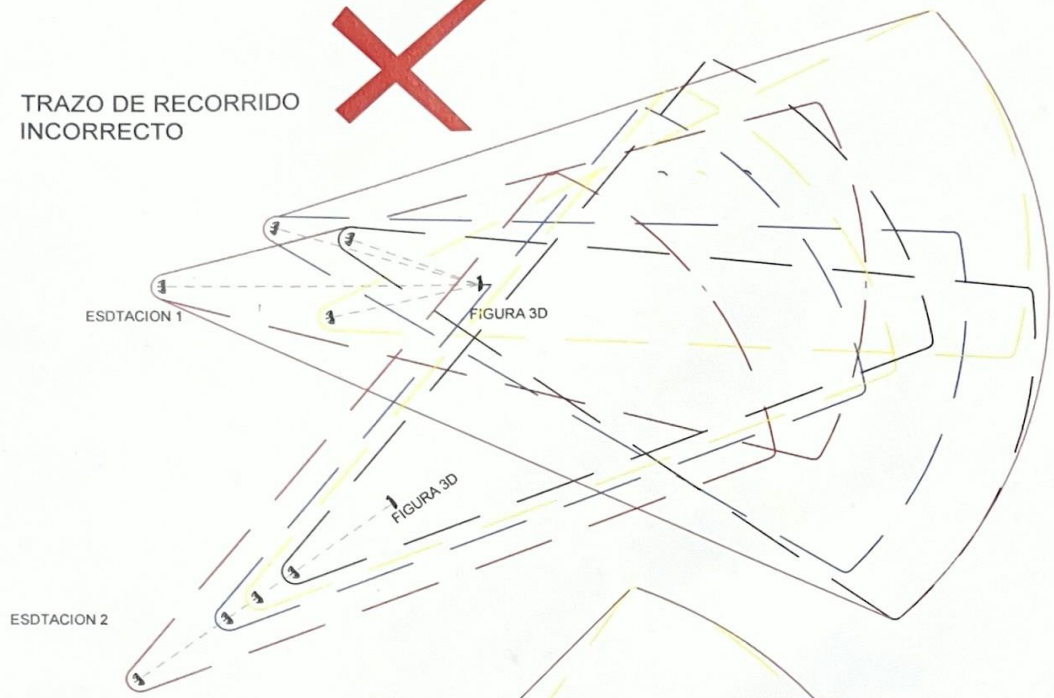 TRAZO DE RECORRIDO
INCORRECTO
ESDTACION 1
FIGURA 3D
FIGURA 3D
ESDTACION 2